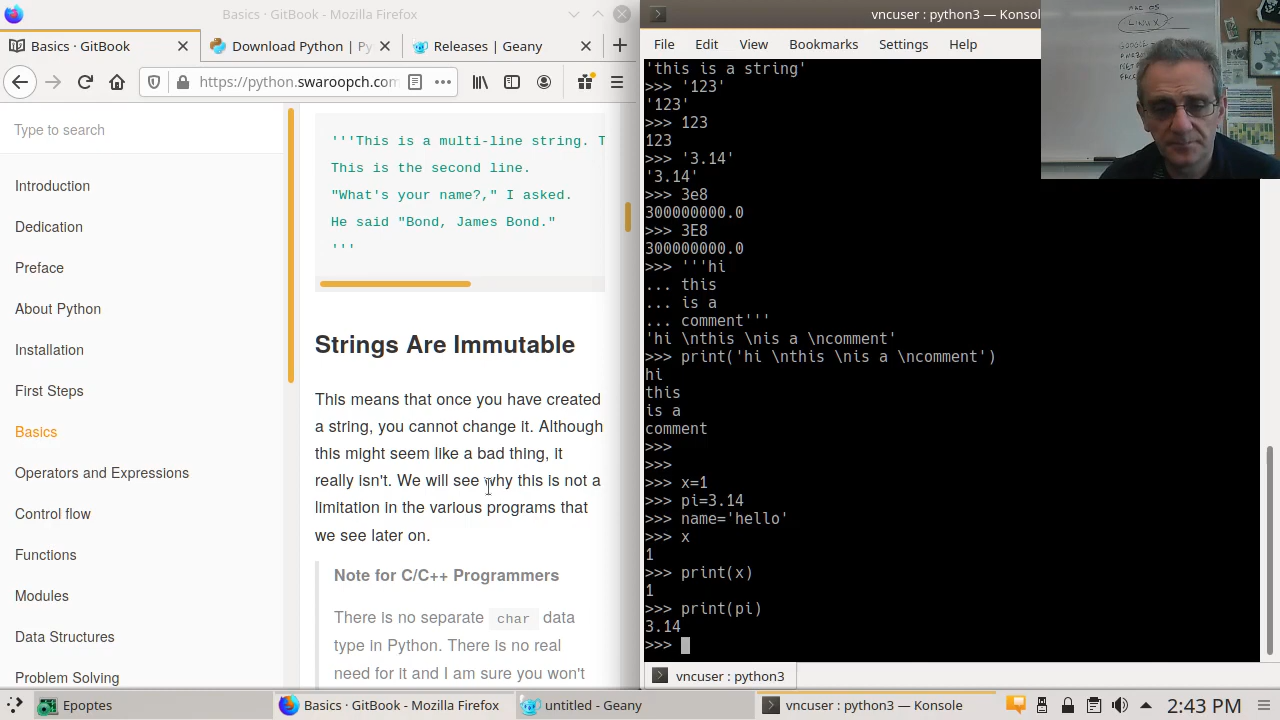 Basics · GitBook - Mozilla Firefox
Basics · GitBook
Download Python | Py
Releases | Geany
https://python.swaroopch.com
Type to search
Introduction
Dedication
Preface
About Python
Installation
First Steps
Basics
Operators and Expressions
Control flow
Functions
Modules
Data Structures
Problem Solving
'''This is a multi-line string. T
This is the second line.
"What's your name?," I asked.
He said "Bond, James Bond."
'''
Strings Are Immutable
This means that once you have created
a string, you cannot change it. Although
this might seem like a bad thing, it
really isn't. We will see why this is not a
limitation in the various programs that
we see later on.
Note for C/C++ Programmers
There is no separate char data
type in Python. There is no real
need for it and I am sure you won't
vncuser : python3 — Konsol
File Edit View Bookmarks Settings Help
'this is a string'
>>> '123'
'123'
>>> 123
123
>>> '3.14'
'3.14'
>>> 3e8
300000000.0
>>> 3E8
300000000.0
>>> '''hi
... this
... is a
... comment'''
'hi \nthis \nis a \ncomment'
>>> print('hi \nthis \nis a \ncomment')
hi
this
is a
comment
>>>
>>>
>>> x=1
>>> pi=3.14
>>> name='hello'
>>> x
1
>>> print(x)
1
>>> print(pi)
3.14
>>>
vncuser : python3
LINUX
Epoptes
Basics · GitBook - Mozilla Firefox
untitled - Geany
vncuser : python3 — Konsole
2:43 PM